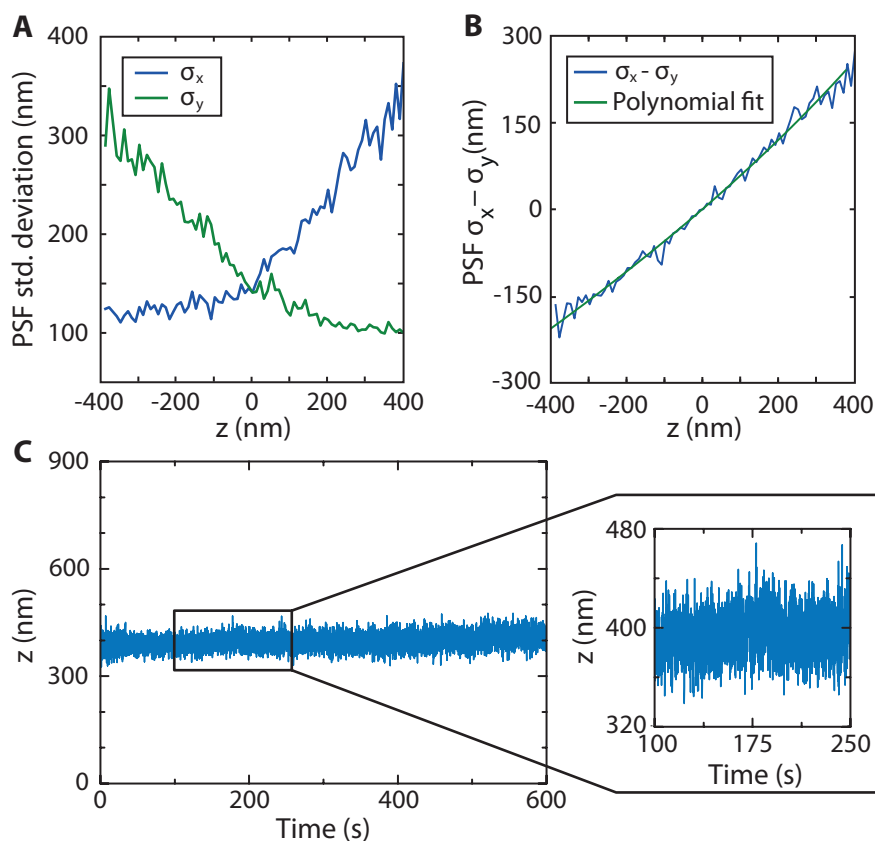 A
PSF std. deviation (nm)
400
300
200
100
σx
σy
-400
-200
0
200
400
z (nm)
B
PSF σx – σy(nm)
300
150
0
-150
-300
σx - σy
Polynomial fit
-400
-200
0
200
400
z (nm)
C
z (nm)
900
600
300
0
0
200
400
600
Time (s)
z (nm)
480
400
320
100
175
250
Time (s)